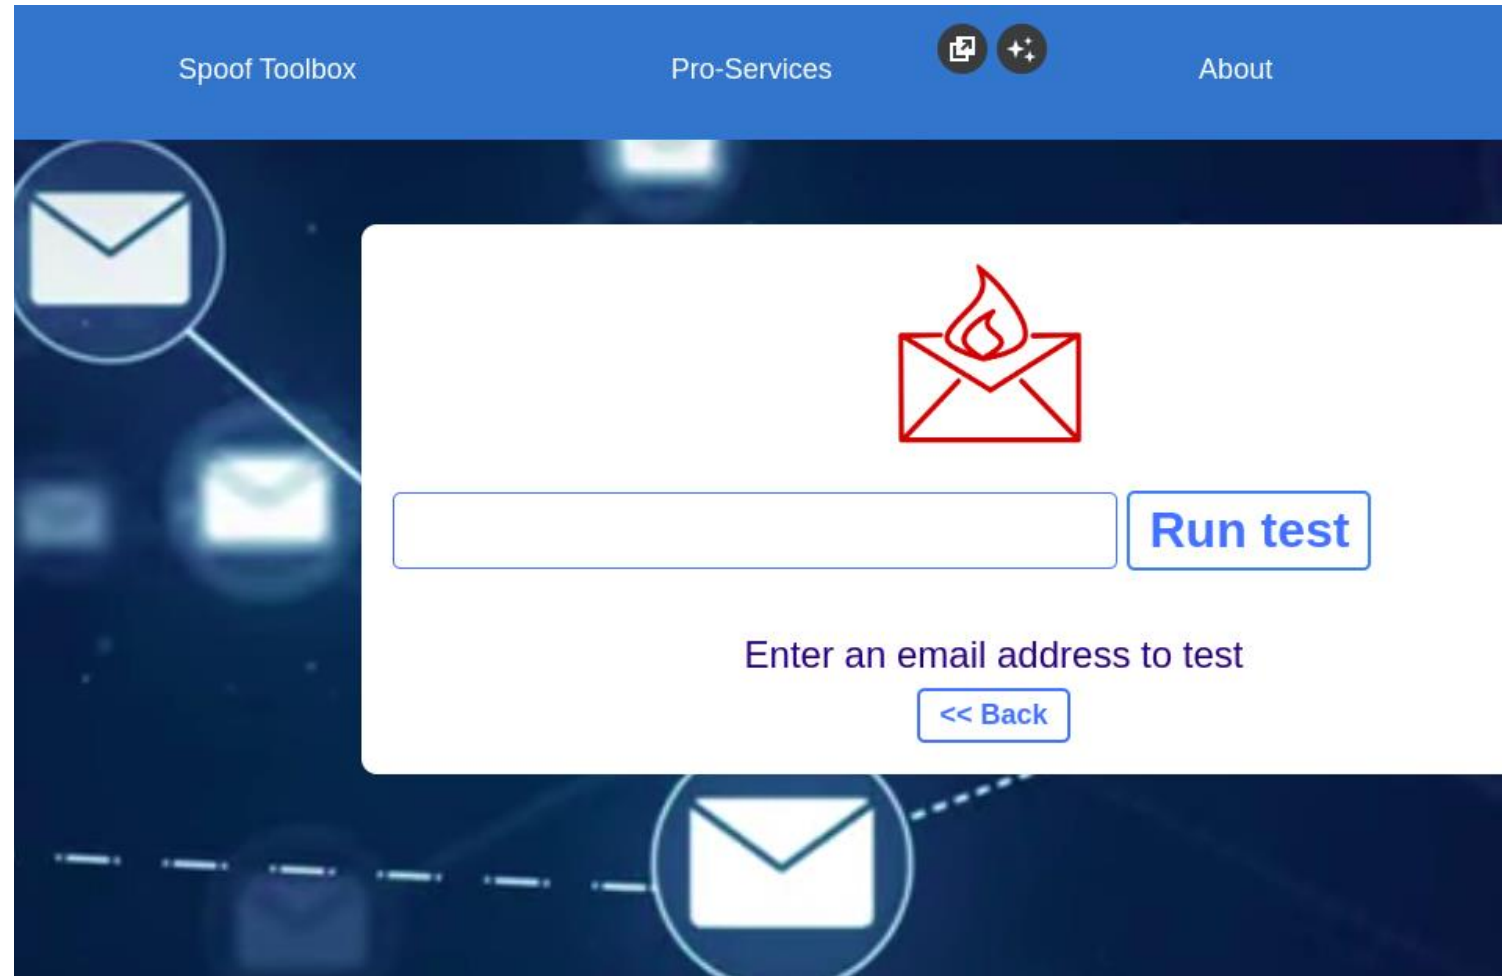 Spoof Toolbox Pro-Services About
Run test
Enter an email address to test
<< Back